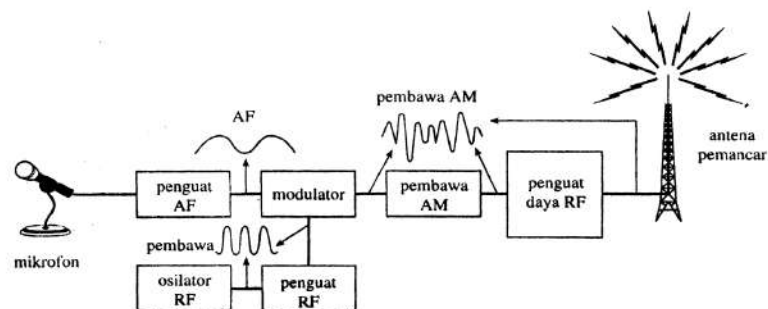 AF
pembawa AM
antena
pemancar
penguat
AF
modulator
pembawa
AM
penguat
daya RF
mikrofon
pembawa
osilator
RF
penguat
RF